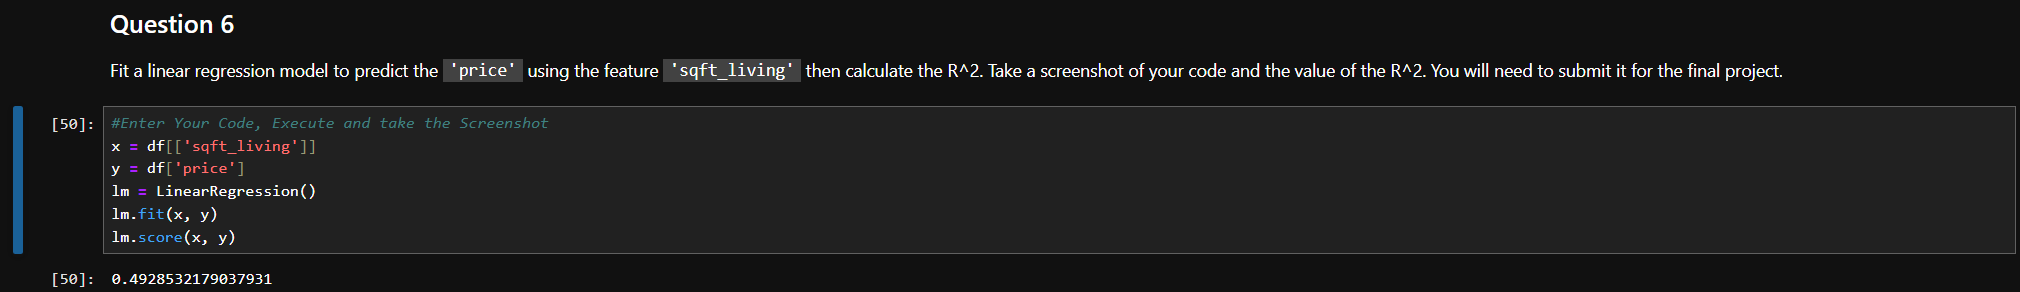 Question 6
Fit a linear regression model to predict the 'price' using the feature 'sqft_living' then calculate the R^2. Take a screenshot of your code and the value of the R^2. You will need to submit it for the final project.
[50]: #Enter Your Code, Execute and take the Screenshot
x = df[['sqft_living']]
y = df['price']
lm = LinearRegression()
lm.fit(x, y)
lm.score(x, y)
[50]: 0.4928532179037931